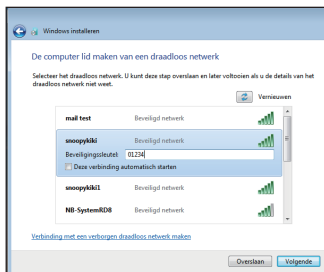 Windows installeren
De computer lid maken van een draadloos netwerk
Selecteer het draadloos netwerk. U kunt deze stap overslaan en later voltooien als u de details van het
draadloos netwerk niet weet.
Vernieuwen
mail test Beveiligd netwerk
snoopykiki Beveiligd netwerk
Beveiligingssleutel: 01234
Deze verbinding automatisch starten
snoopykiki1 Beveiligd netwerk
NB-SystemRD8 Beveiligd netwerk
Verbinding met een verborgen draadloos netwerk maken
Overslaan Volgende